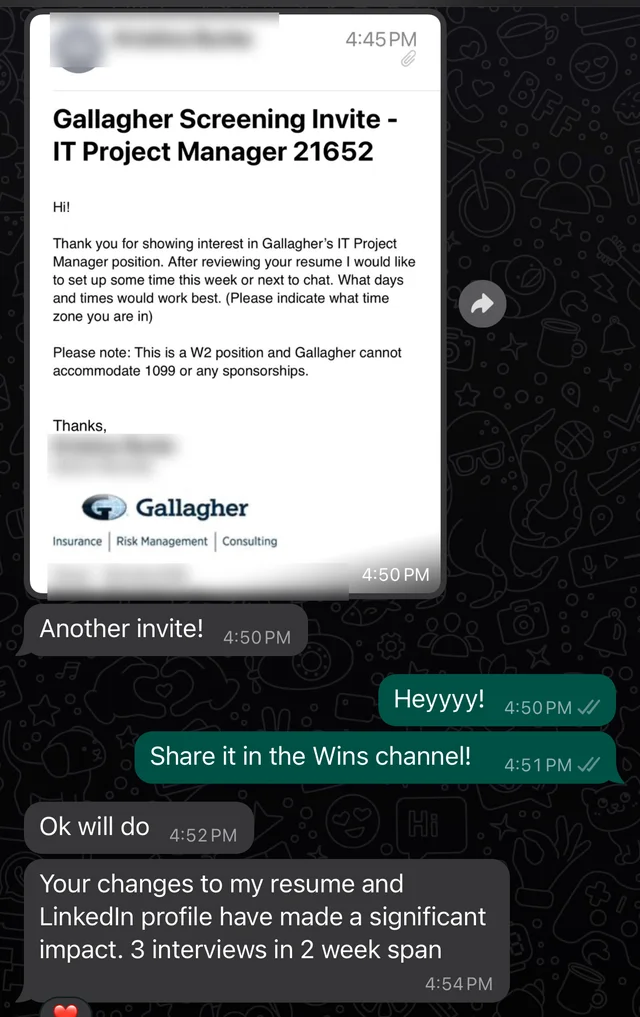 4:45 PM
Gallagher Screening Invite -
IT Project Manager 21652
Hi!
Thank you for showing interest in Gallagher's IT Project
Manager position. After reviewing your resume I would like
to set up some time this week or next to chat. What days
and times would work best. (Please indicate what time
zone you are in)
Please note: This is a W2 position and Gallagher cannot
accommodate 1099 or any sponsorships.
Thanks,
G Gallagher
Insurance | Risk Management | Consulting
4:50 PM
Another invite! 4:50 PM
Heyyyy! 4:50 PM
Share it in the Wins channel! 4:51 PM
Ok will do 4:52 PM
Your changes to my resume and
LinkedIn profile have made a significant
impact. 3 interviews in 2 week span
4:54 PM
BFF
Hi